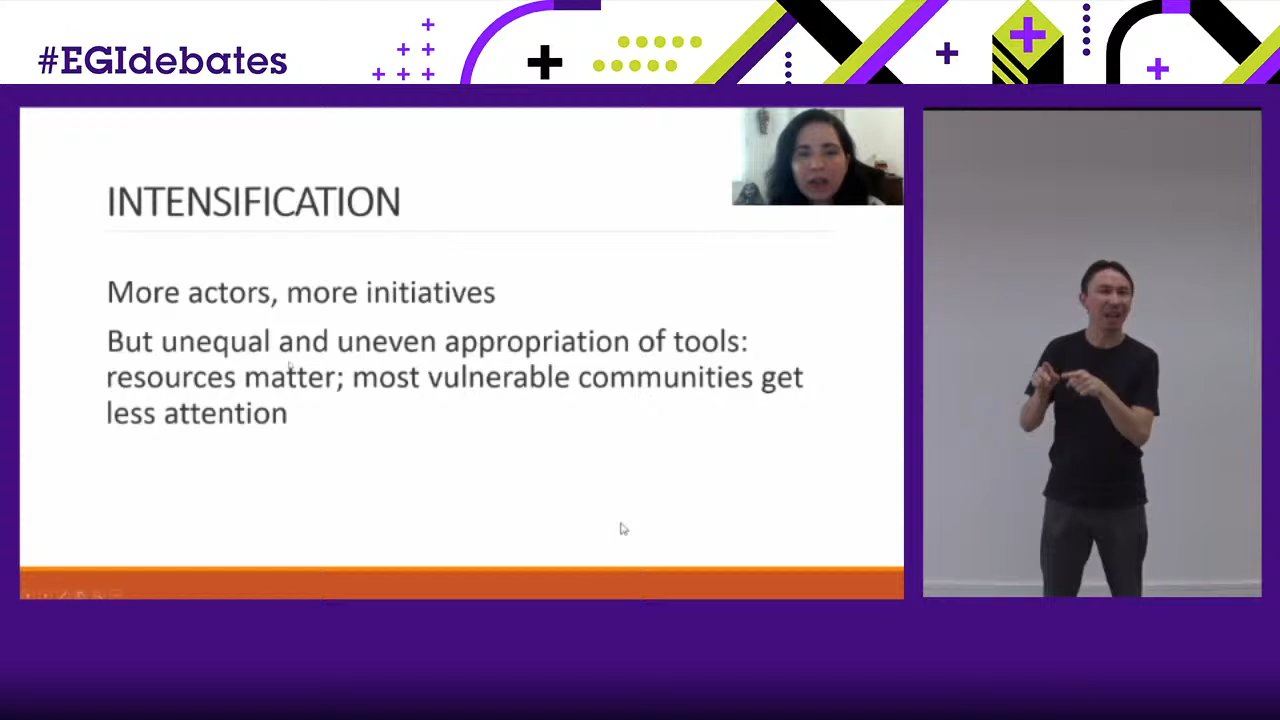 #EGIdebates
INTENSIFICATION
More actors, more initiatives
But unequal and uneven appropriation of tools:
resources matter; most vulnerable communities get
less attention